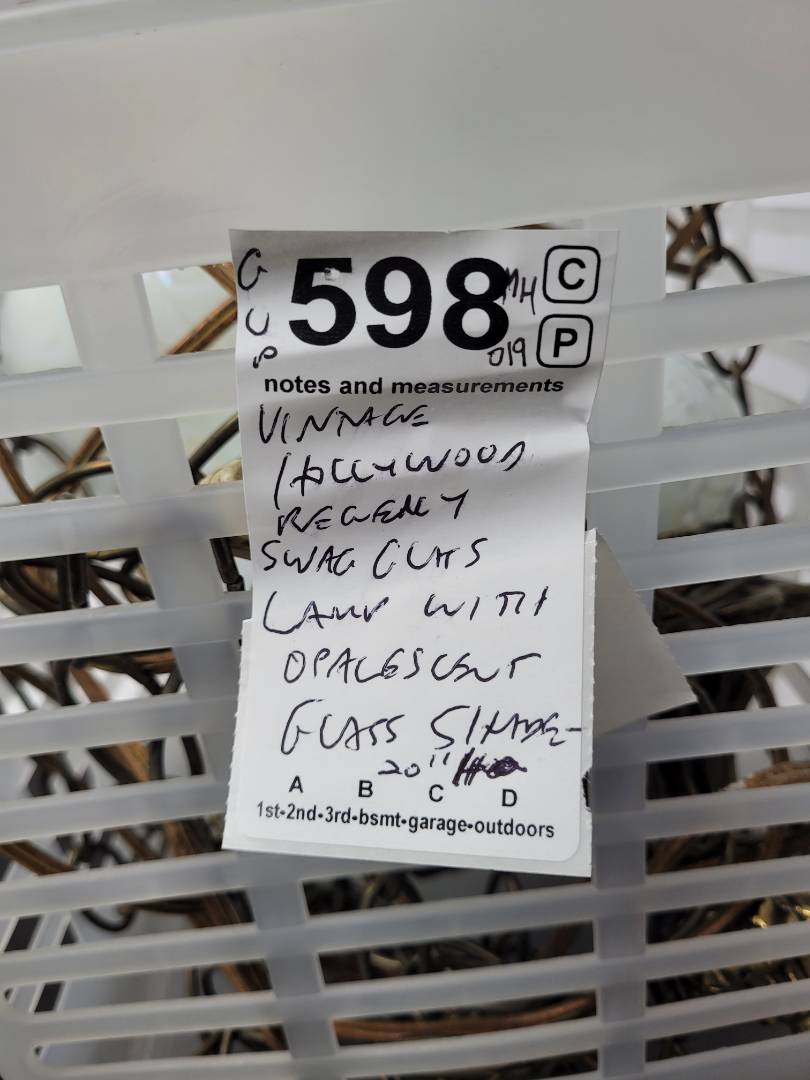 G U P
598 MH C
019 P
notes and measurements
VINTAGE
HOLLYWOOD
REGENCY
SWAG GLASS
LAMP WITH
OPALESCENT
GLASS SHADE-
20"
A B C D
1st-2nd-3rd-bsmt-garage-outdoors